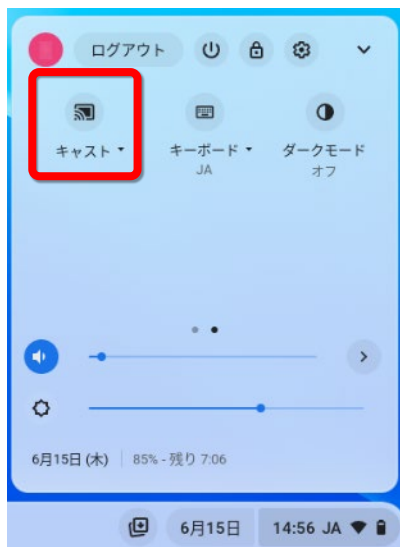 ログアウト
キャスト
キーボード
JA
ダークモード
オフ
6月15日 (木)
85% - 残り 7:06
6月15日
14:56 JA